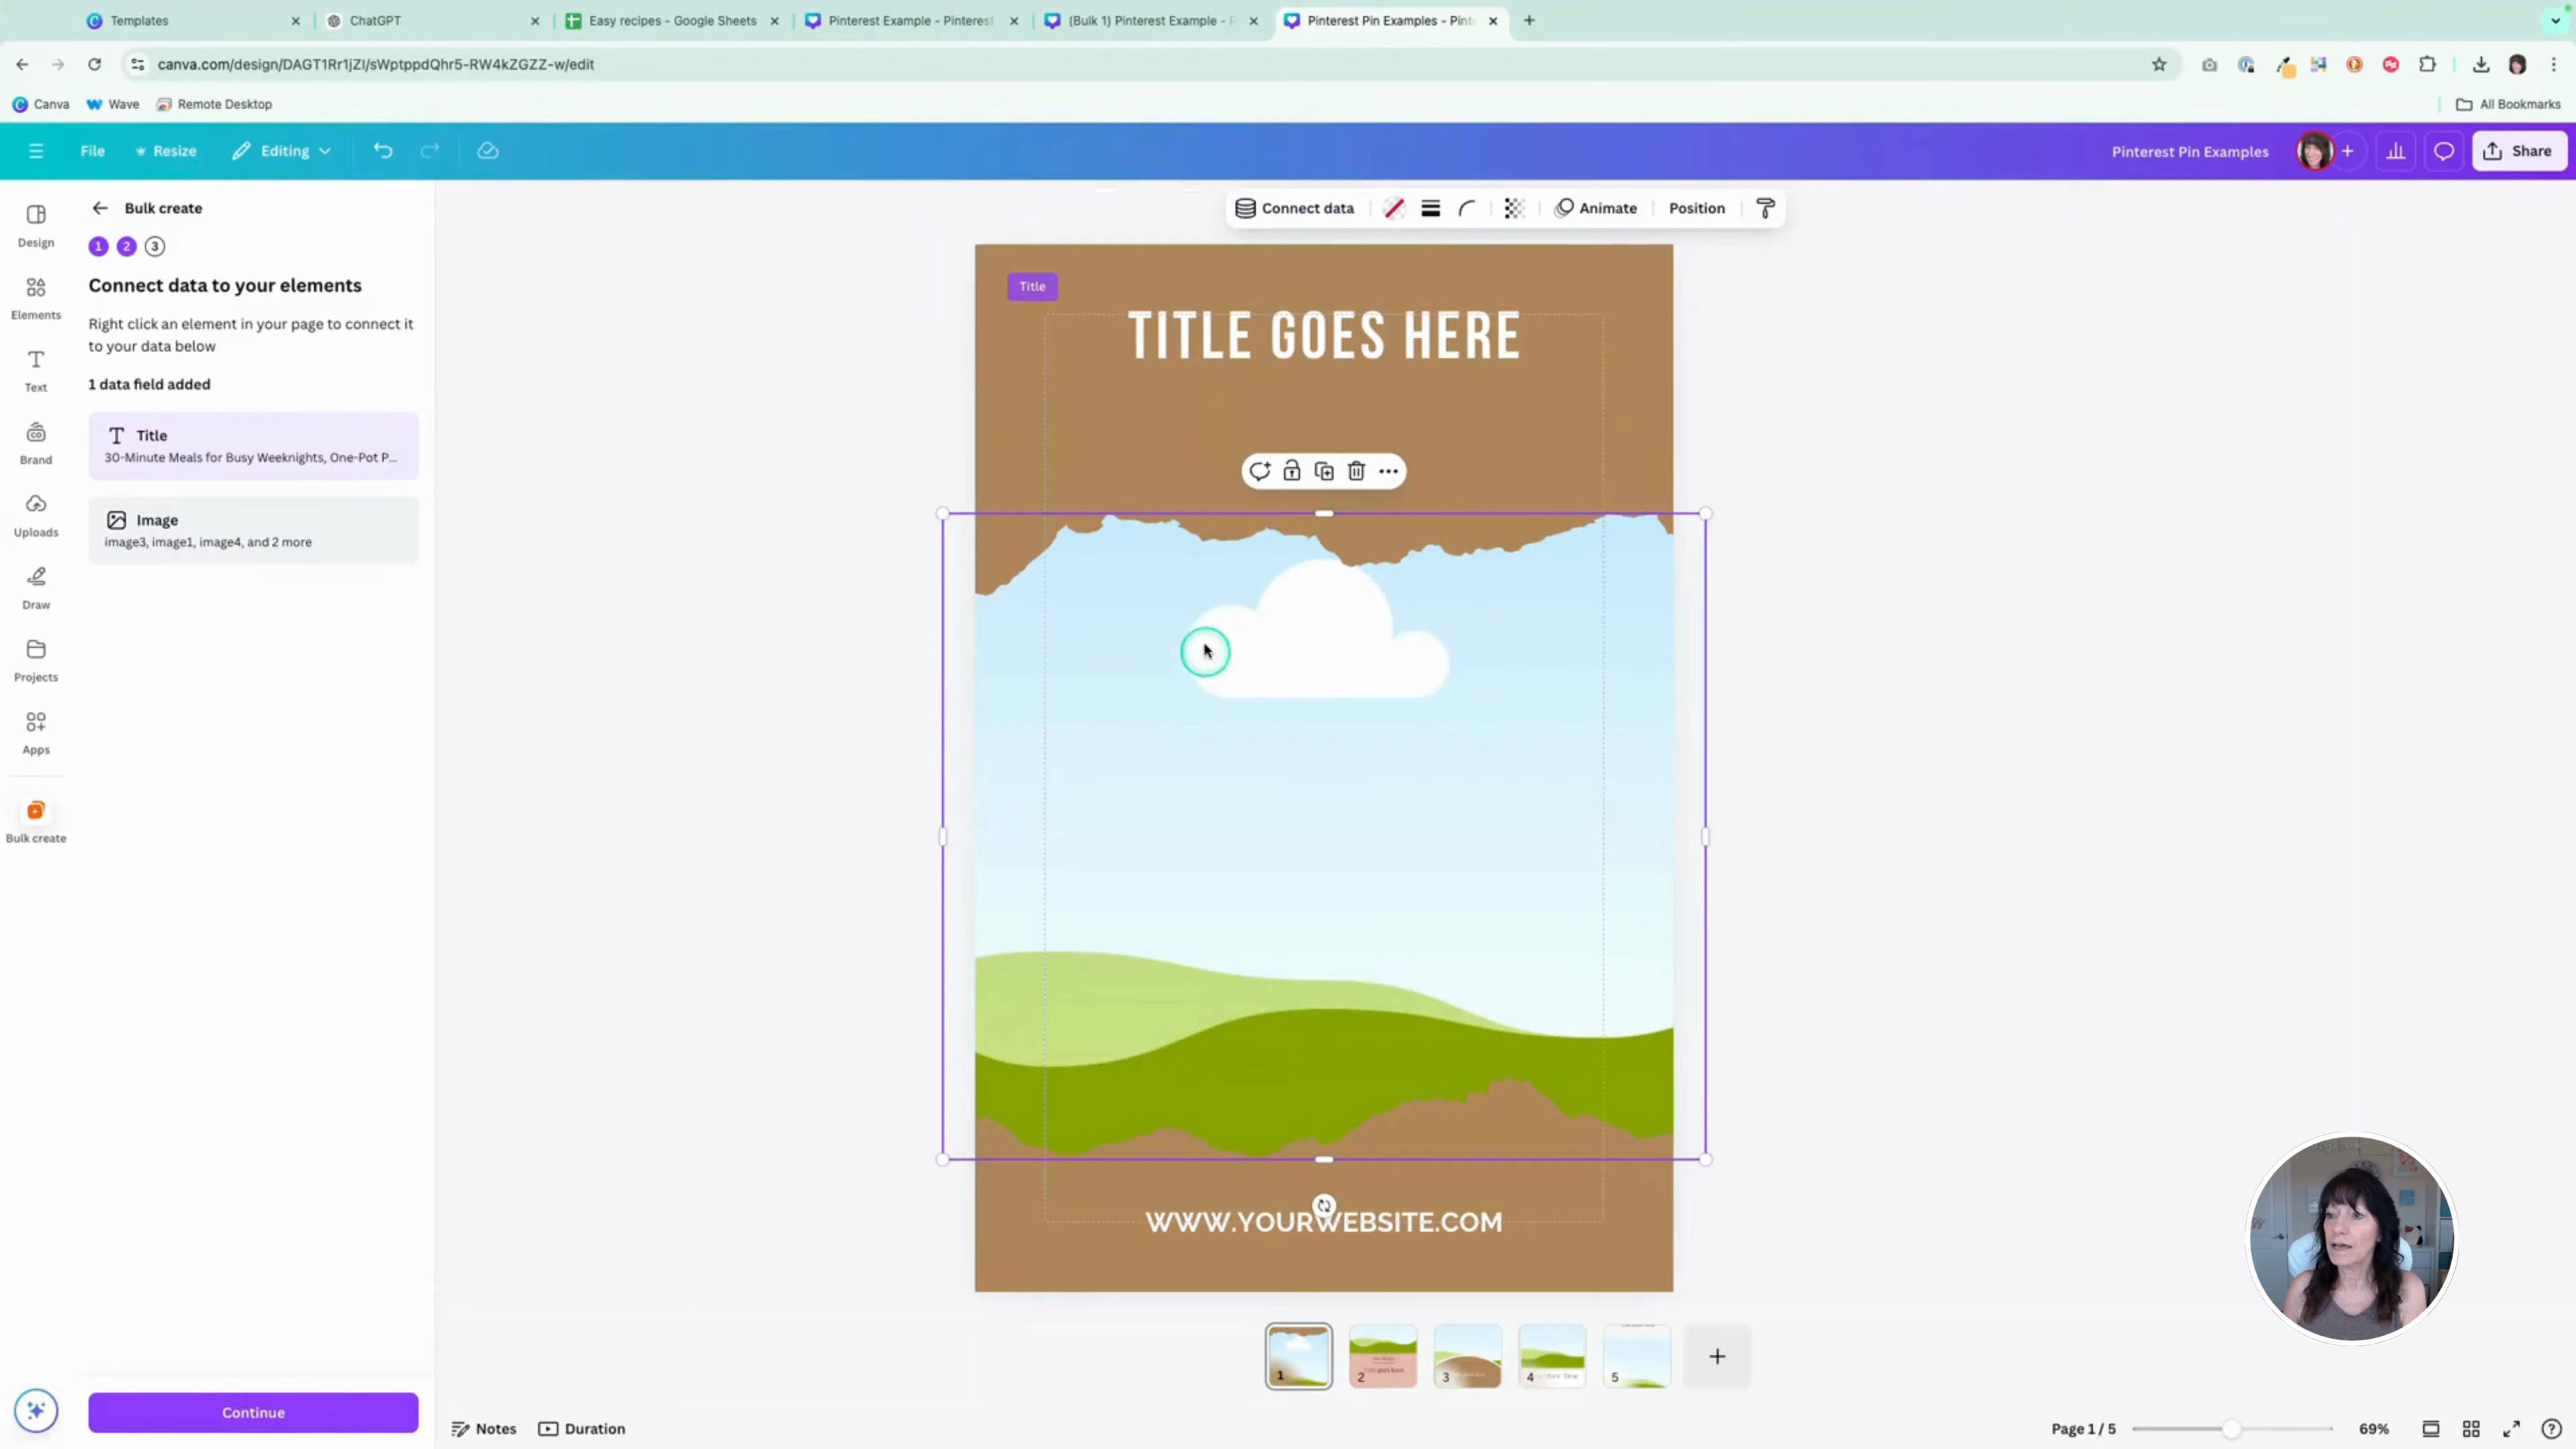 Templates
ChatGPT
Easy recipes - Google Sheets
Pinterest Example - Pinterest
(Bulk 1) Pinterest Example -
Pinterest Pin Examples - Pint
canva.com/design/DAGT1Rr1jZI/sWptppdQhr5-RW4kZGZZ-w/edit
Canva
Wave
Remote Desktop
All Bookmarks
File
Resize
Editing
Pinterest Pin Examples
Share
Design
Elements
Text
Brand
Uploads
Draw
Projects
Apps
Bulk create
Bulk create
1 2 3
Connect data to your elements
Right click an element in your page to connect it
to your data below
1 data field added
Title
30-Minute Meals for Busy Weeknights, One-Pot P...
Image
image3, image1, image4, and 2 more
Continue
Connect data
Animate
Position
Title
TITLE GOES HERE
WWW.YOURWEBSITE.COM
1
2
3
4
5
Notes
Duration
Page 1 / 5
69%